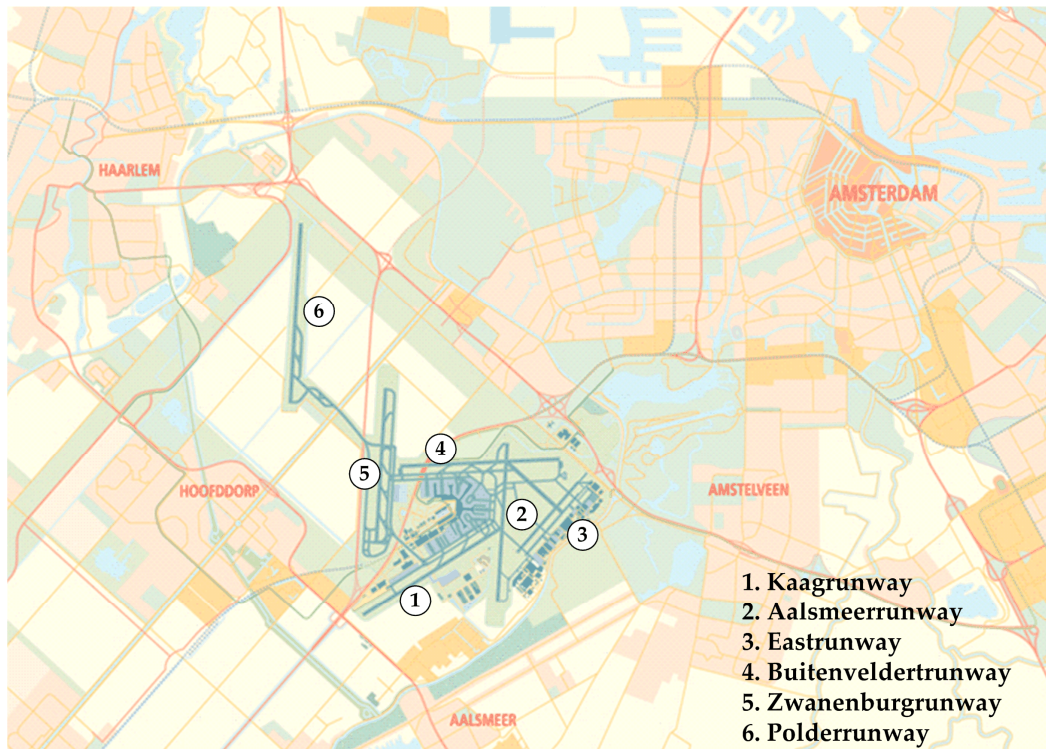 HAARLEM
AMSTERDAM
6
4
5
HOOFDDORP
AMSTELVEEN
2
3
1
1. Kaagrunway
2. Aalsmeerrunway
3. Eastrunway
4. Buitenveldertrunway
5. Zwanenburgrunway
6. Polderrunway
AALSMEER